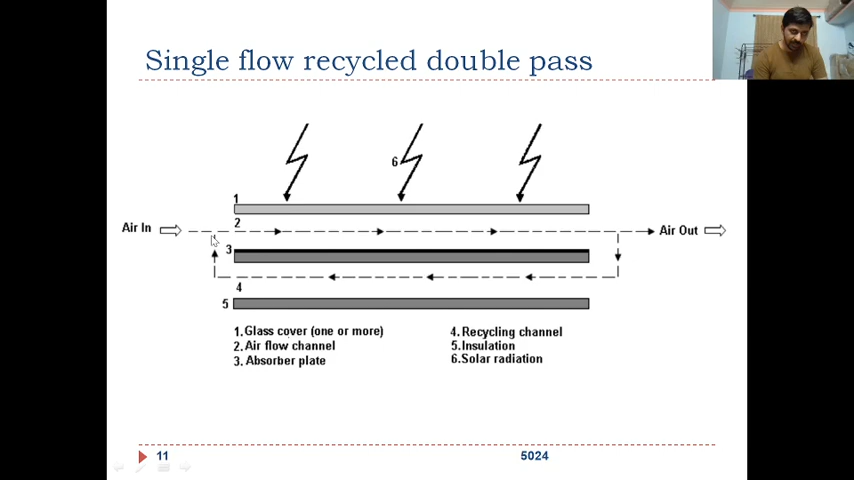 Single flow recycled double pass
6
1
2
Air In
Air Out
3
4
5
1.Glass cover (one or more)
2.Air flow channel
3.Absorber plate
4.Recycling channel
5.Insulation
6.Solar radiation
11
5024